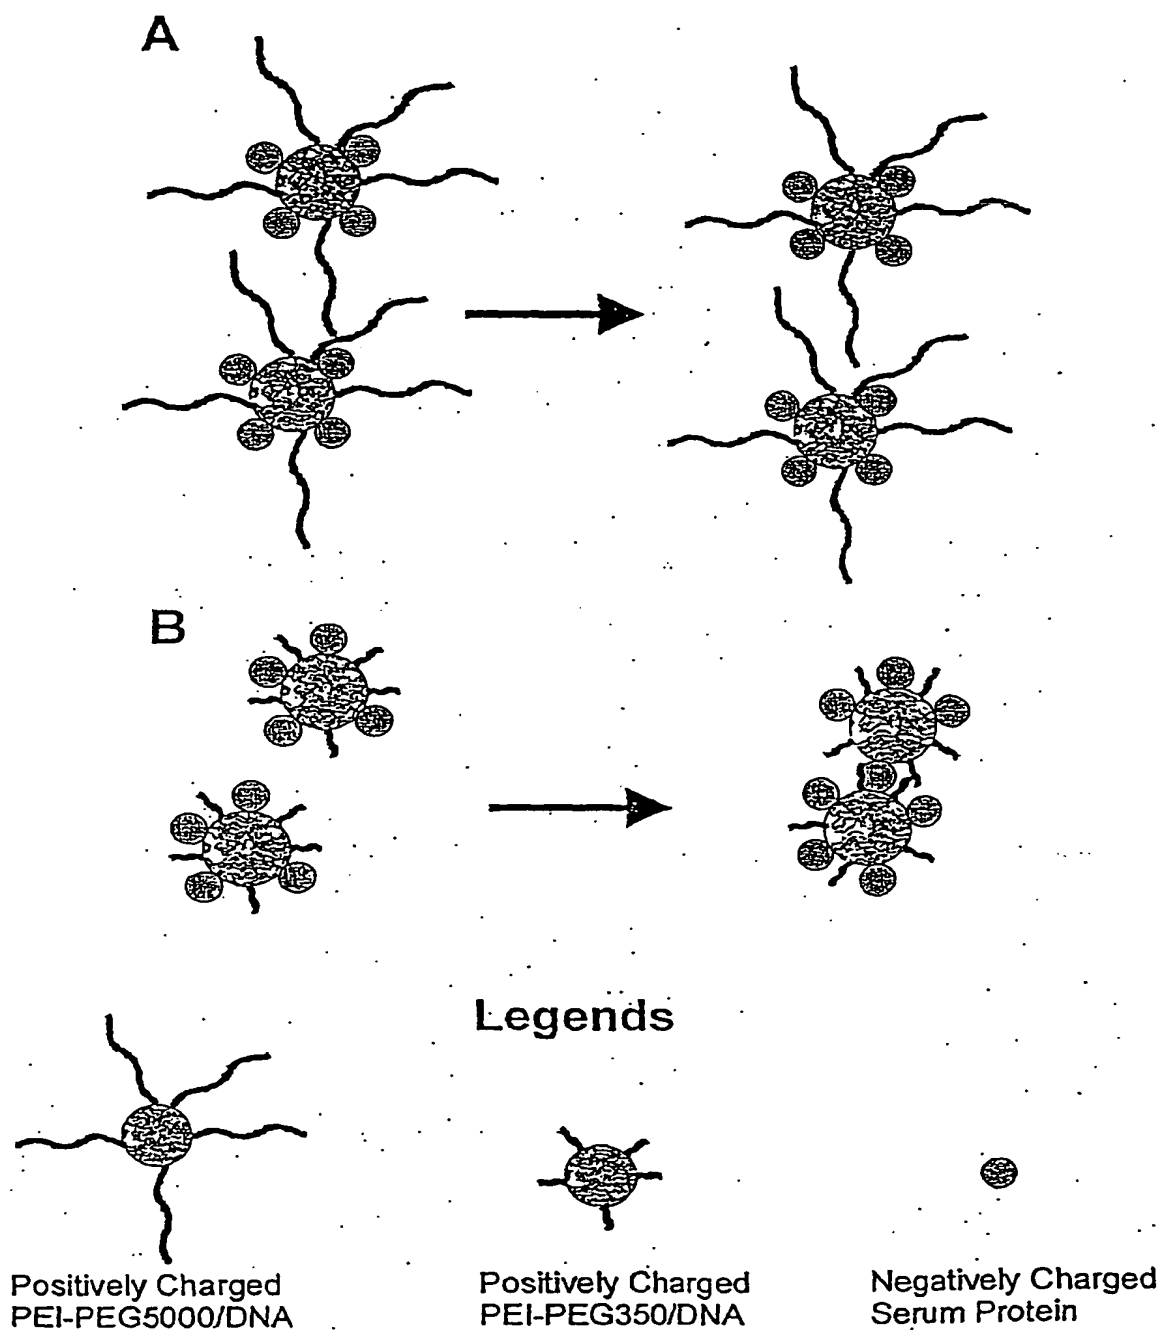 A
B
Legends
Positively Charged
PEI-PEG5000/DNA
Positively Charged
PEI-PEG350/DNA
Negatively Charged
Serum Protein